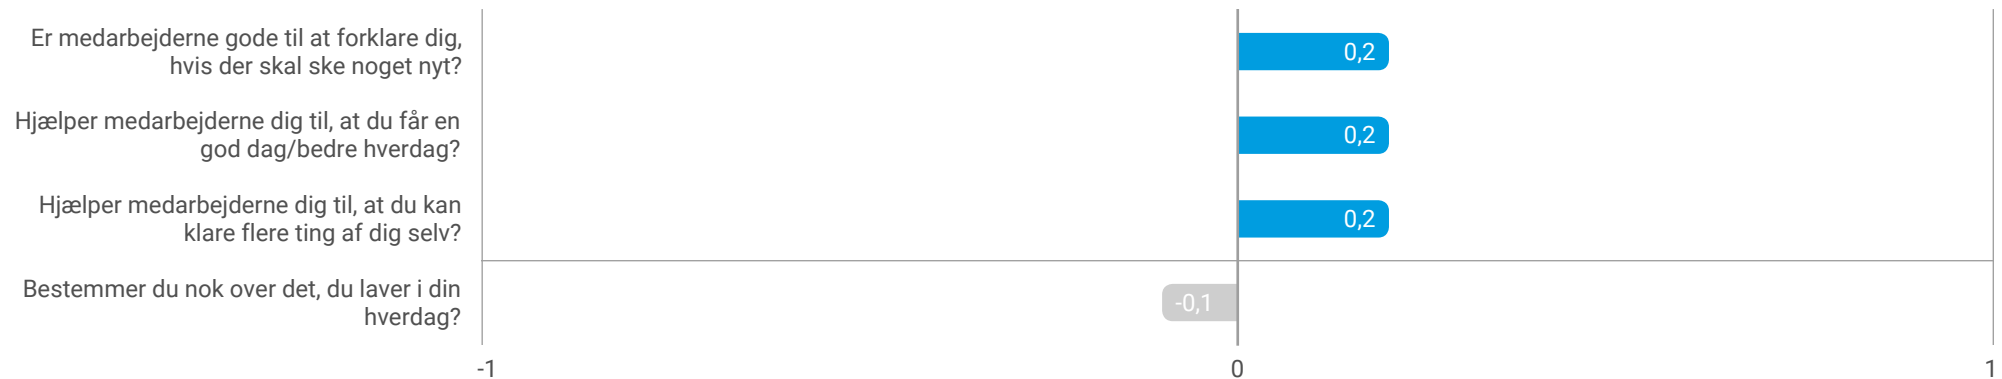 Er medarbejderne gode til at forklare dig,
hvis der skal ske noget nyt?
0,2
Hjælper medarbejderne dig til, at du får en
god dag/bedre hverdag?
0,2
Hjælper medarbejderne dig til, at du kan
klare flere ting af dig selv?
0,2
Bestemmer du nok over det, du laver i din
hverdag?
-0,1
-1 0 1